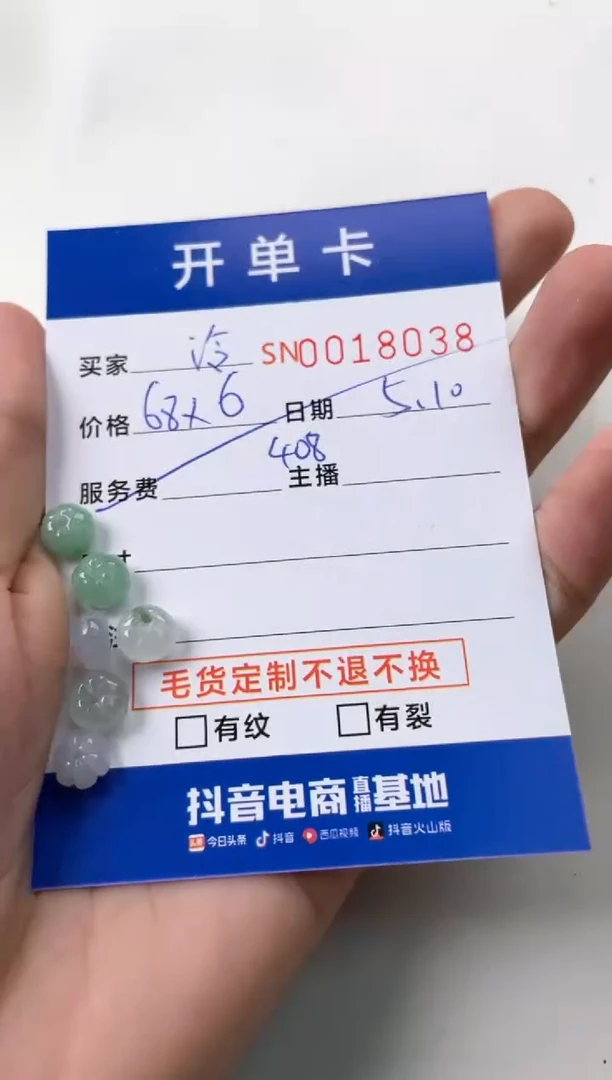 开单卡
买家 冷 SN0018038
价格 68x6 日期 5.10
408
服务费 主播
毛货定制不退不换
有纹 有裂
抖音电商直播基地
今日头条 抖音 西瓜视频 抖音火山版